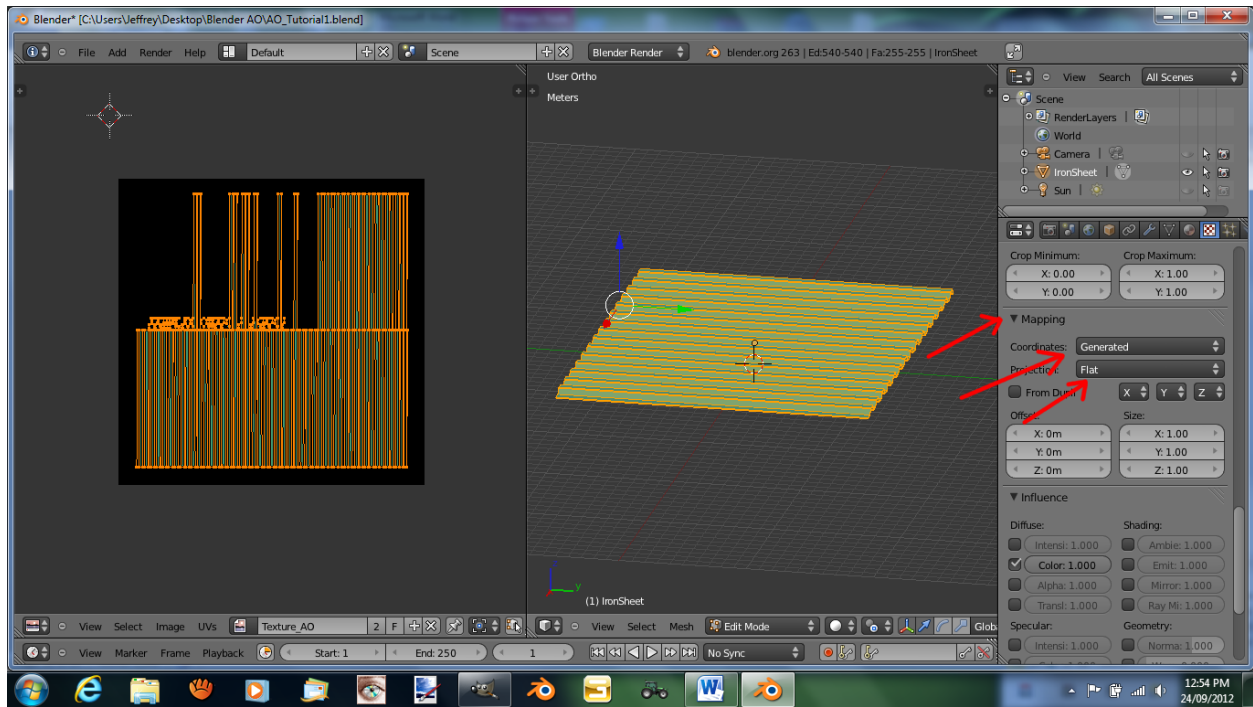 Blender* [C:\Users\Jeffrey\Desktop\Blender AO\AO_Tutorial1.blend]
File Add Render Help Default Scene Blender Render blender.org 263 | Ed:540-540 | Fa:255-255 | IronSheet
User Ortho
Meters
View Search All Scenes
Scene
RenderLayers
World
Camera
IronSheet
Sun
Crop Minimum: Crop Maximum:
X: 0.00 X: 1.00
Y: 0.00 Y: 1.00
Mapping
Coordinates: Generated
Projection: Flat
From Dupli X Y Z
Offset: Size:
X: 0m X: 1.00
Y: 0m Y: 1.00
Z: 0m Z: 1.00
Influence
Diffuse: Shading:
Intensi: 1.000 Ambie: 1.000
Color: 1.000 Emit: 1.000
Alpha: 1.000 Mirror: 1.000
Transl: 1.000 Ray Mi: 1.000
Specular: Geometry:
Intensi: 1.000 Norma: 1.000
y
(1) IronSheet
View Select Image UVs Texture_AO 2 F View Select Mesh Edit Mode Globa
View Marker Frame Playback Start: 1 End: 250 1 No Sync
12:54 PM
24/09/2012